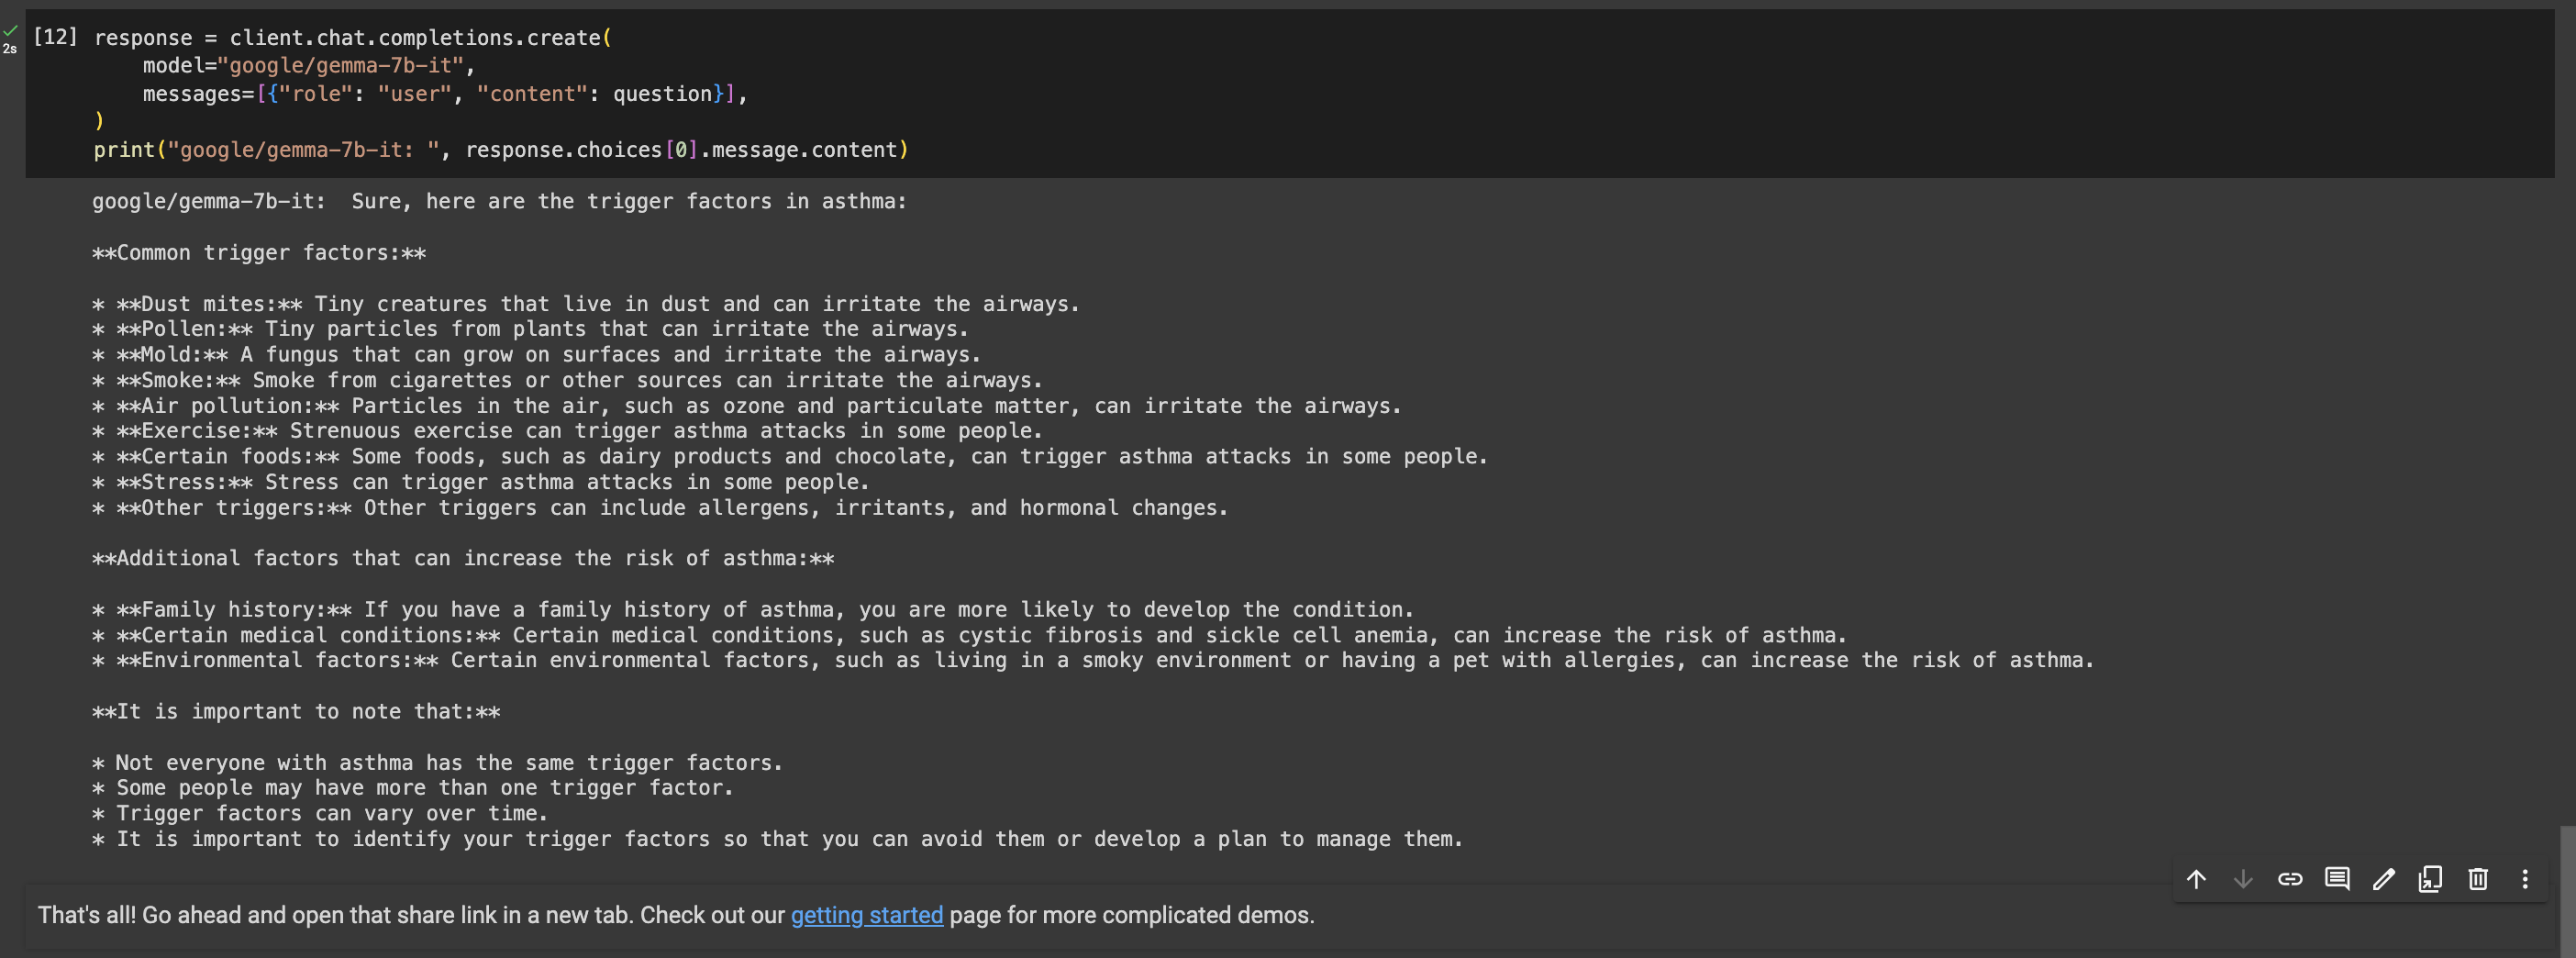 [12] response = client.chat.completions.create(
2s
    model="google/gemma-7b-it",
    messages=[{"role": "user", "content": question}],
)
print("google/gemma-7b-it: ", response.choices[0].message.content)
google/gemma-7b-it:  Sure, here are the trigger factors in asthma:
**Common trigger factors:**
* **Dust mites:** Tiny creatures that live in dust and can irritate the airways.
* **Pollen:** Tiny particles from plants that can irritate the airways.
* **Mold:** A fungus that can grow on surfaces and irritate the airways.
* **Smoke:** Smoke from cigarettes or other sources can irritate the airways.
* **Air pollution:** Particles in the air, such as ozone and particulate matter, can irritate the airways.
* **Exercise:** Strenuous exercise can trigger asthma attacks in some people.
* **Certain foods:** Some foods, such as dairy products and chocolate, can trigger asthma attacks in some people.
* **Stress:** Stress can trigger asthma attacks in some people.
* **Other triggers:** Other triggers can include allergens, irritants, and hormonal changes.
**Additional factors that can increase the risk of asthma:**
* **Family history:** If you have a family history of asthma, you are more likely to develop the condition.
* **Certain medical conditions:** Certain medical conditions, such as cystic fibrosis and sickle cell anemia, can increase the risk of asthma.
* **Environmental factors:** Certain environmental factors, such as living in a smoky environment or having a pet with allergies, can increase the risk of asthma.
**It is important to note that:**
* Not everyone with asthma has the same trigger factors.
* Some people may have more than one trigger factor.
* Trigger factors can vary over time.
* It is important to identify your trigger factors so that you can avoid them or develop a plan to manage them.
That's all! Go ahead and open that share link in a new tab. Check out our getting started page for more complicated demos.